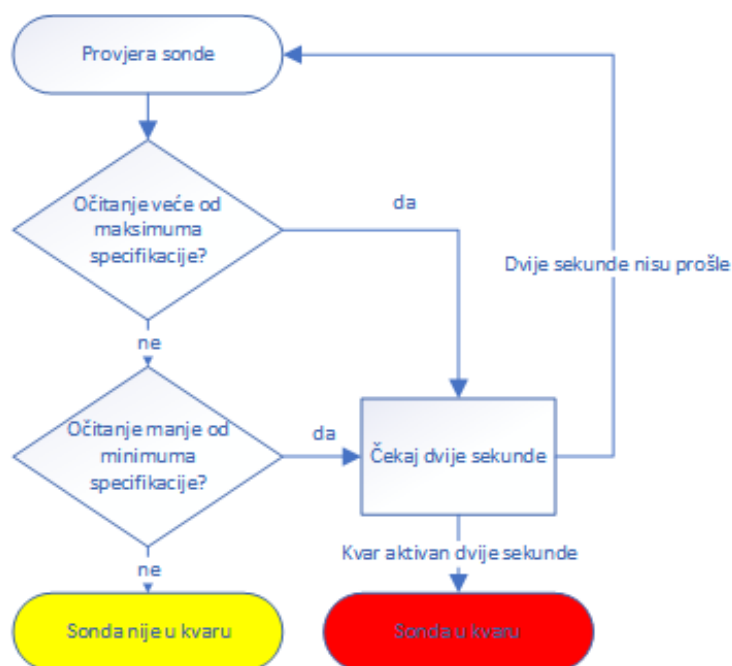 Provjera sonde
Očitanje veće od
maksimuma
specifikacije?
da
Dvije sekunde nisu prošle
ne
Očitanje manje od
minimuma
specifikacije?
da
Čekaj dvije sekunde
ne
Kvar aktivan dvije sekunde
Sonda nije u kvaru
Sonda u kvaru